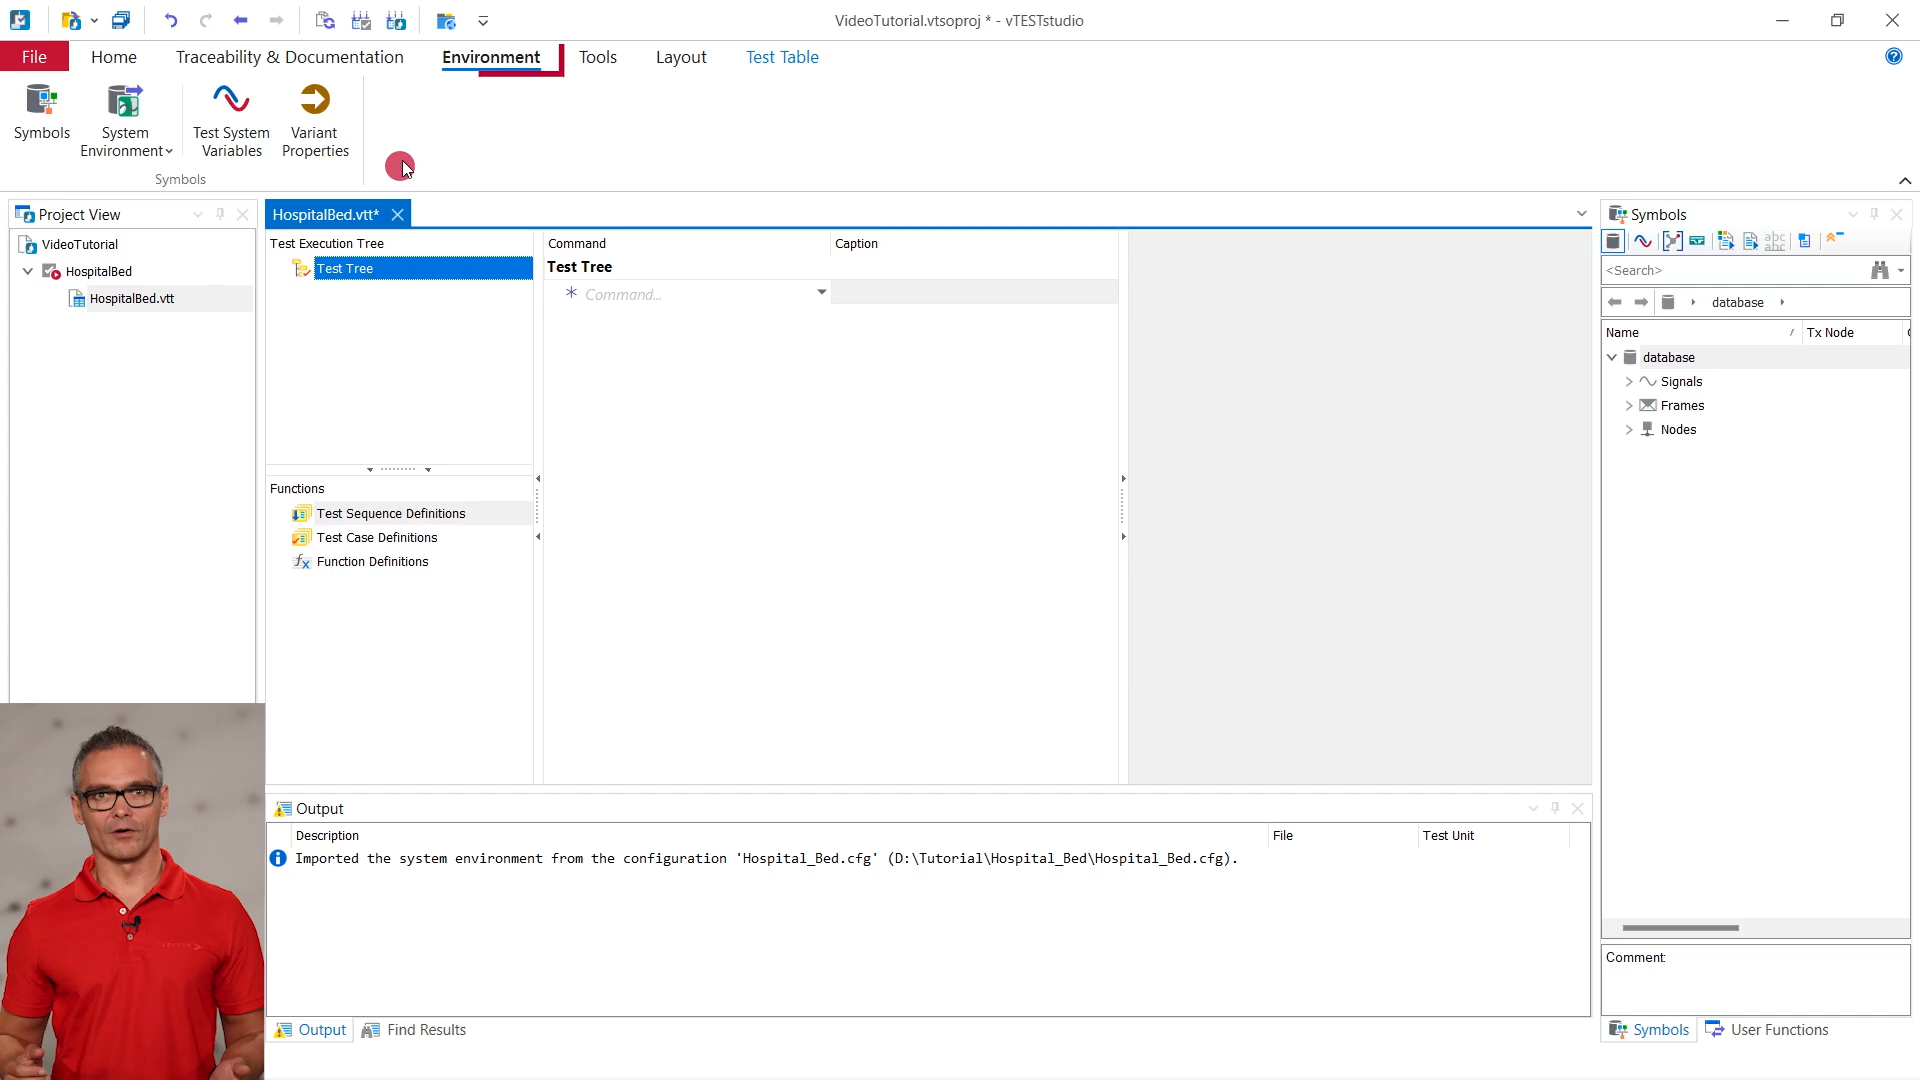 VideoTutorial.vtsoproj * - vTESTstudio
File Home Traceability & Documentation Environment Tools Layout Test Table
Symbols
System
Environment
Test System
Variables
Variant
Properties
Symbols
Project View
VideoTutorial
HospitalBed
HospitalBed.vtt
HospitalBed.vtt*
Test Execution Tree
Test Tree
Functions
Test Sequence Definitions
Test Case Definitions
Function Definitions
Command Caption
Test Tree
* Command...
Symbols
<Search>
database
Name / Tx Node
database
Signals
Frames
Nodes
Comment
Symbols User Functions
Output
Description File Test Unit
Imported the system environment from the configuration 'Hospital_Bed.cfg' (D:\Tutorial\Hospital_Bed\Hospital_Bed.cfg).
Output Find Results